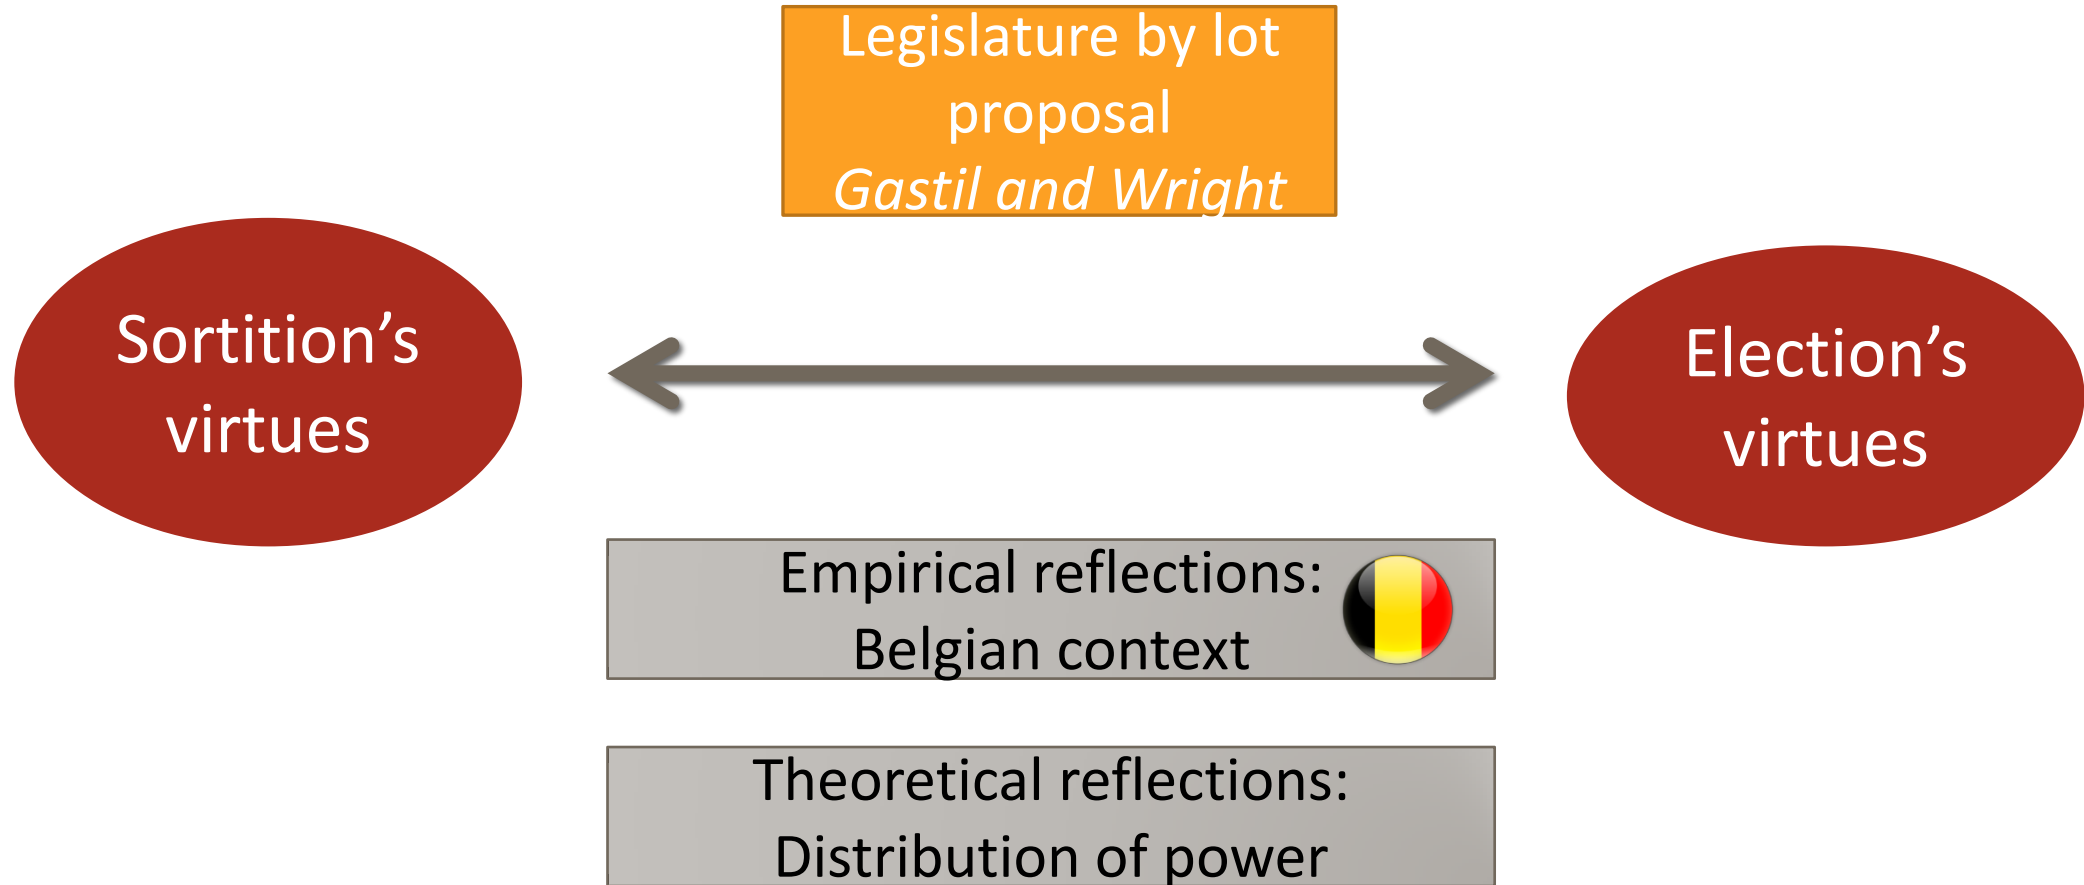 Legislature by lot
proposal
Gastil and Wright
Sortition’s
virtues
Election’s
virtues
Empirical reflections:
Belgian context
Theoretical reflections:
Distribution of power